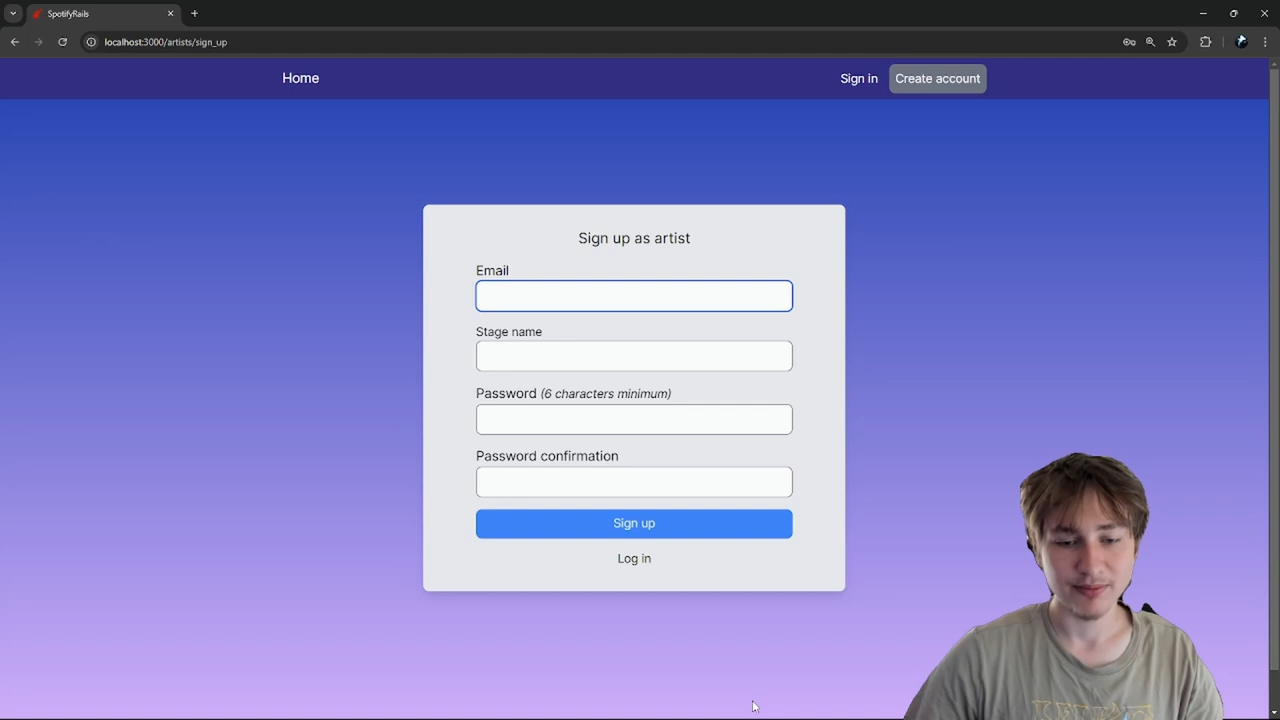 SpotifyRails
localhost:3000/artists/sign_up
Home
Sign in
Create account
Sign up as artist
Email
Stage name
Password (6 characters minimum)
Password confirmation
Sign up
Log in